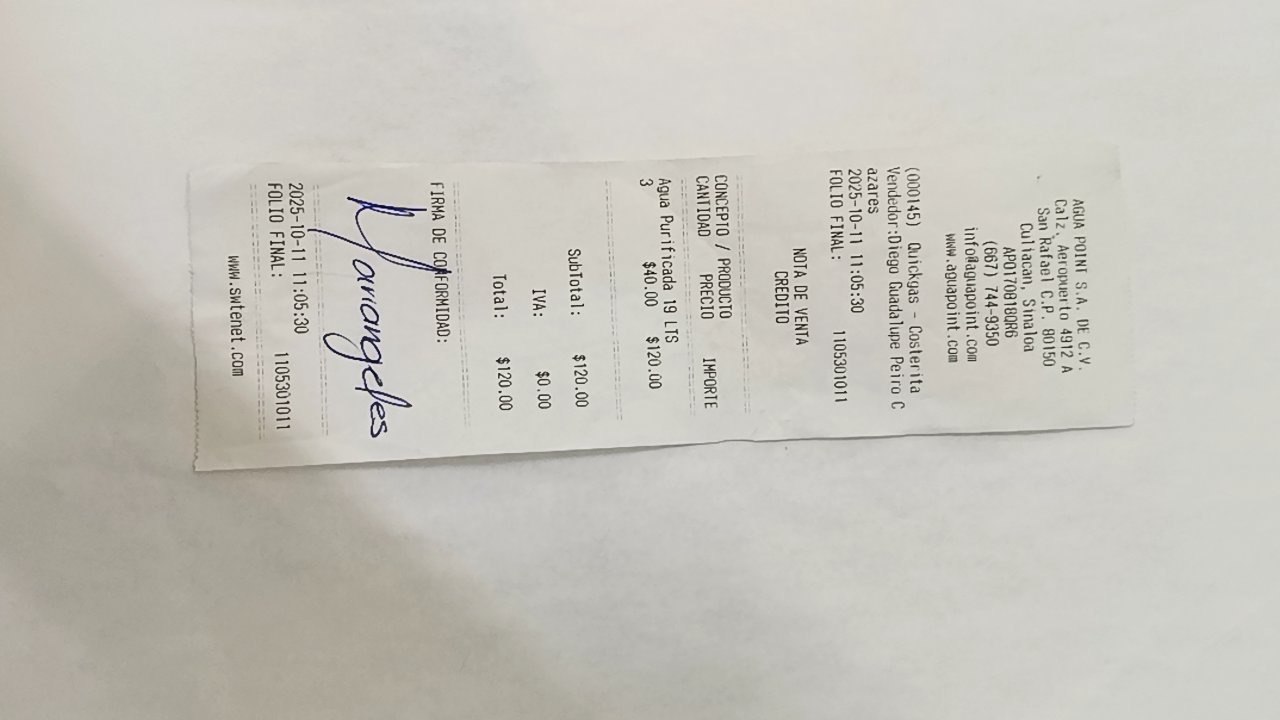 AGUA POINT S.A. DE C.V.
Calz, Aeropuerto 4912 A
San Rafael C.P. 80150
Culiacan, Sinaloa
APO170818QR6
(667) 744-9350
info@aguapoint.com
www.aguapoint.com
(000145) Quickgas - Costerita
Vendedor:Diego Guadalupe Peiro C
azares
2025-10-11 11:05:30
FOLIO FINAL: 1105301011
NOTA DE VENTA
CREDITO
CONCEPTO / PRODUCTO
CANTIDAD PRECIO IMPORTE
Agua Purificada 19 LTS
3 $40.00 $120.00
SubTotal: $120.00
IVA: $0.00
Total: $120.00
FIRMA DE CONFORMIDAD:
Mariangeles
2025-10-11 11:05:30
FOLIO FINAL: 1105301011
www.swtenet.com